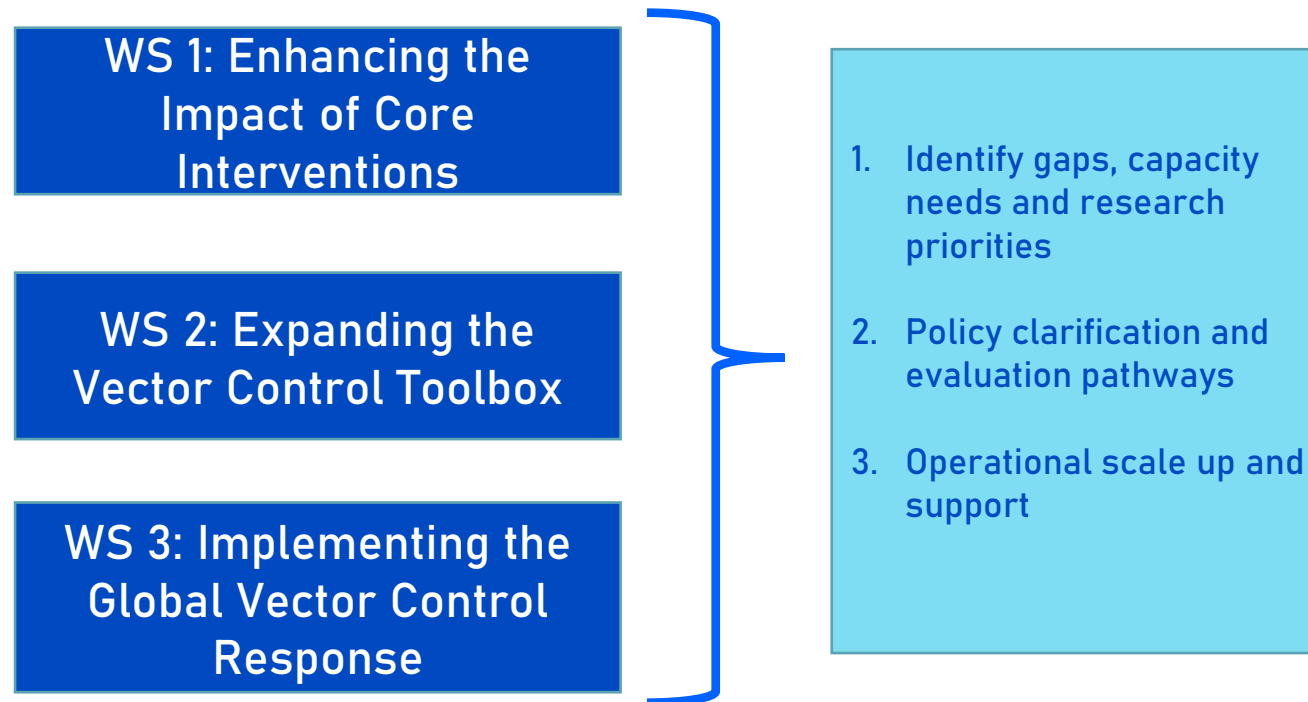 WS 1: Enhancing the
Impact of Core
Interventions
WS 2: Expanding the
Vector Control Toolbox
WS 3: Implementing the
Global Vector Control
Response
1. Identify gaps, capacity
needs and research
priorities
2. Policy clarification and
evaluation pathways
3. Operational scale up and
support